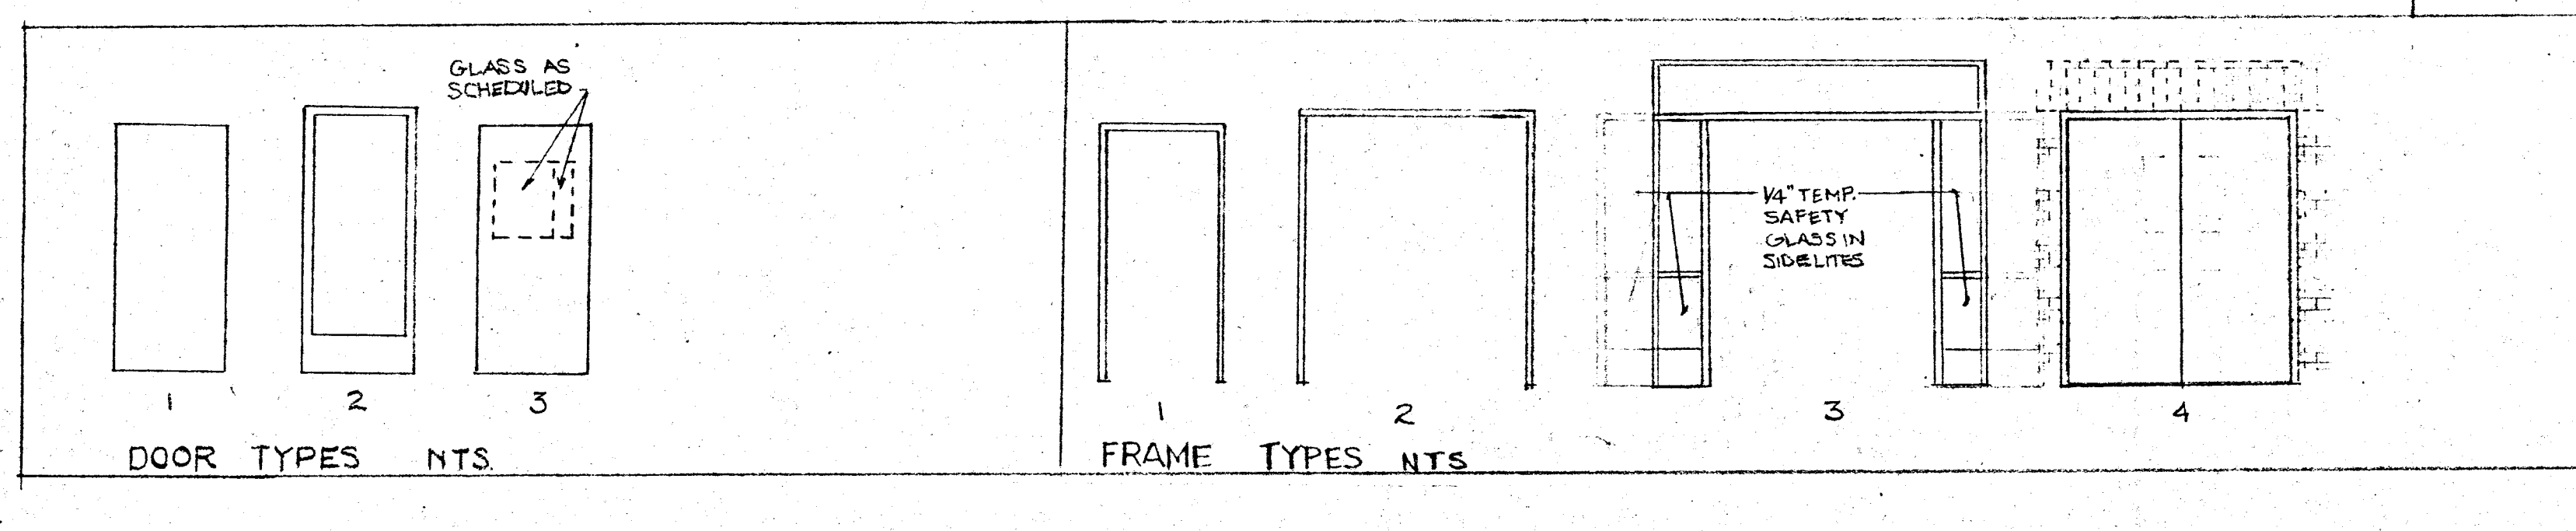 GLASS AS
SCHEDULED
1
2
3
DOOR TYPES NTS.
1/4" TEMP.
SAFETY
GLASS IN
SIDELITES
1
2
3
4
FRAME TYPES NTS